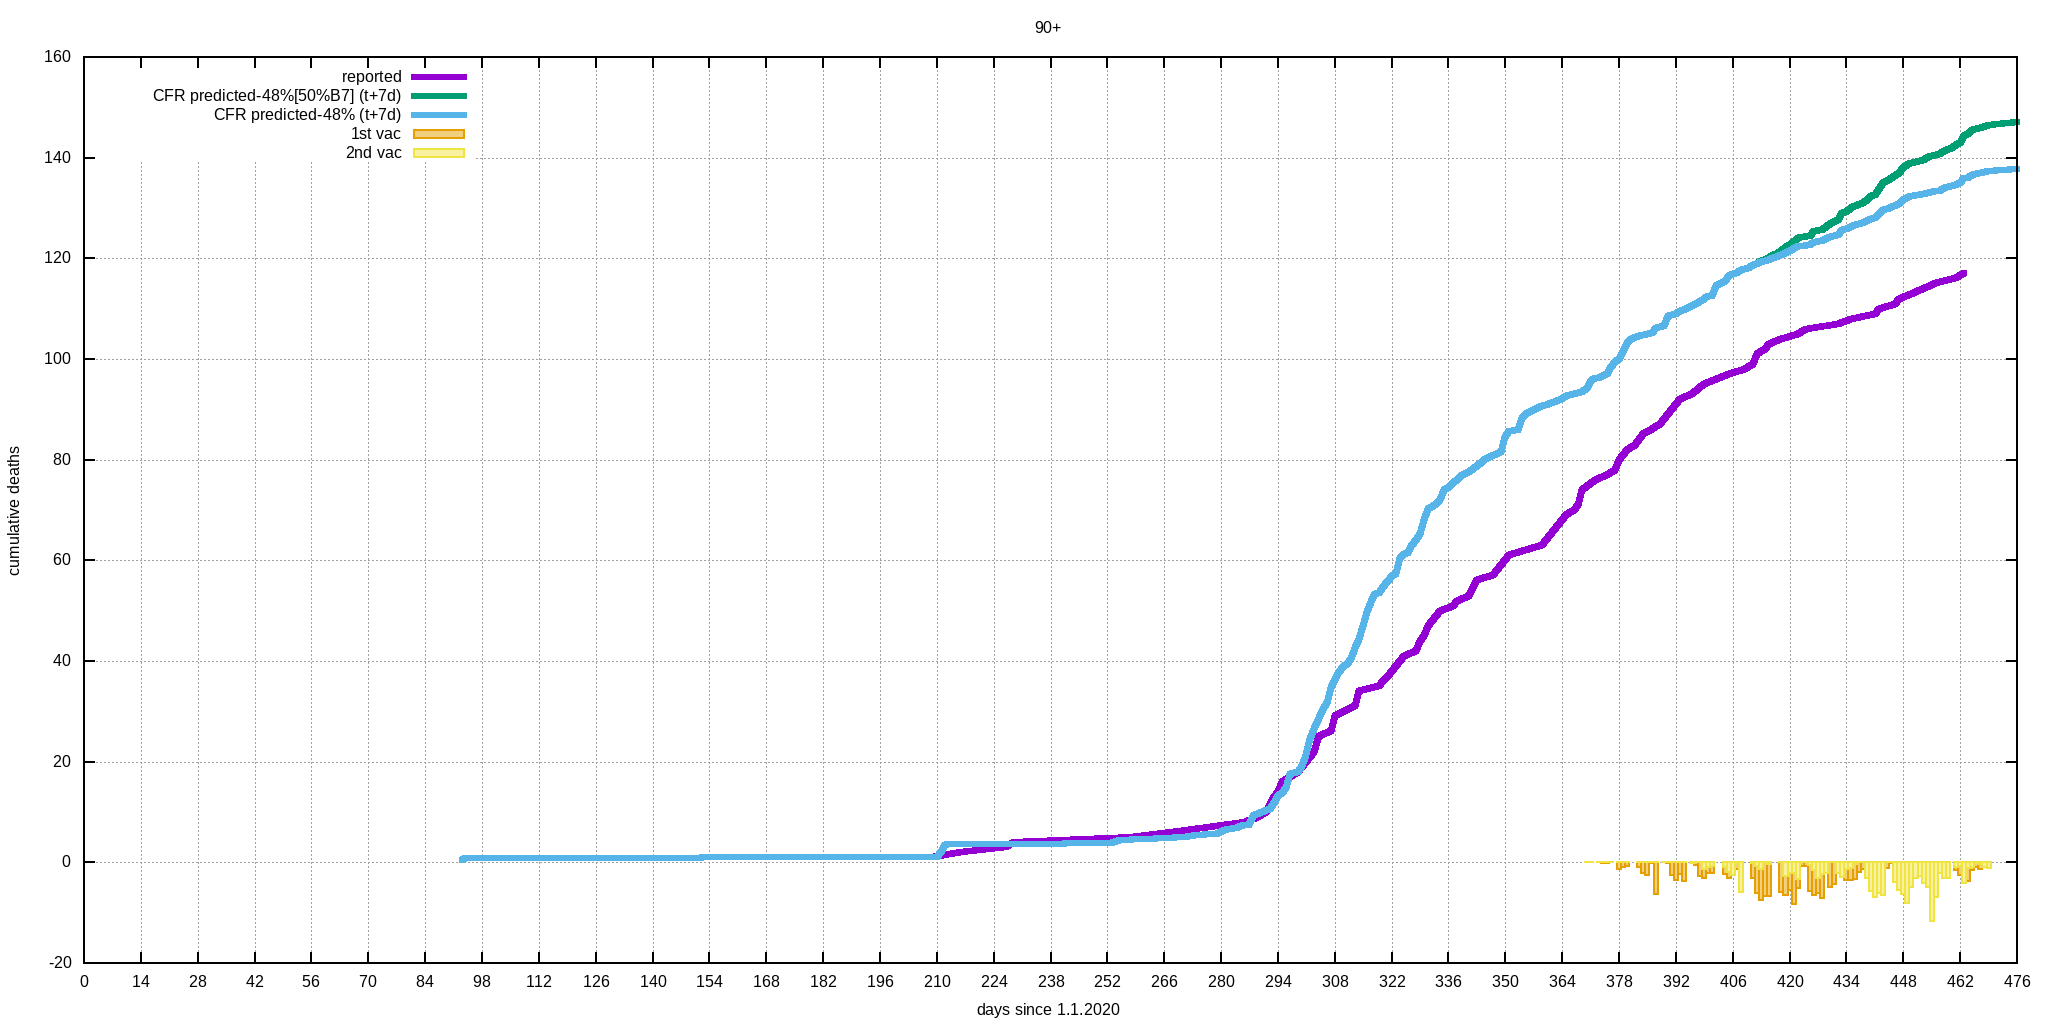 90+
160
140
120
100
80
60
40
20
0
-20
reported
CFR predicted-48%[50%B7] (t+7d)
CFR predicted-48% (t+7d)
1st vac
2nd vac
cumulative deaths
0 14 28 42 56 70 84 98 112 126 140 154 168 182 196 210 224 238 252 266 280 294 308 322 336 350 364 378 392 406 420 434 448 462 476
days since 1.1.2020